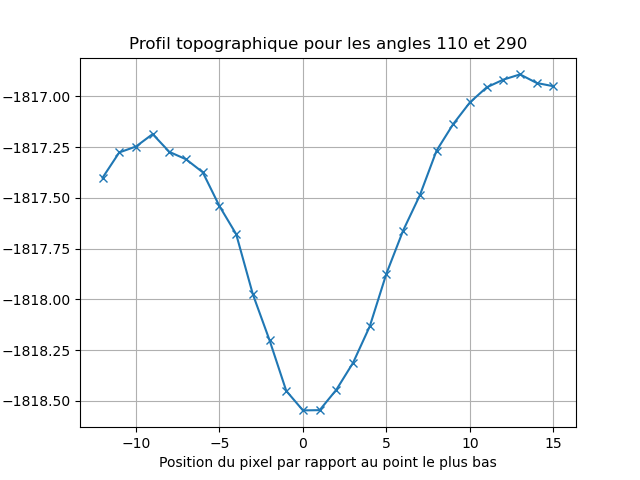 Profil topographique pour les angles 110 et 290
−1817.00
−1817.25
−1817.50
−1817.75
−1818.00
−1818.25
−1818.50
−10 −5 0 5 10 15
Position du pixel par rapport au point le plus bas